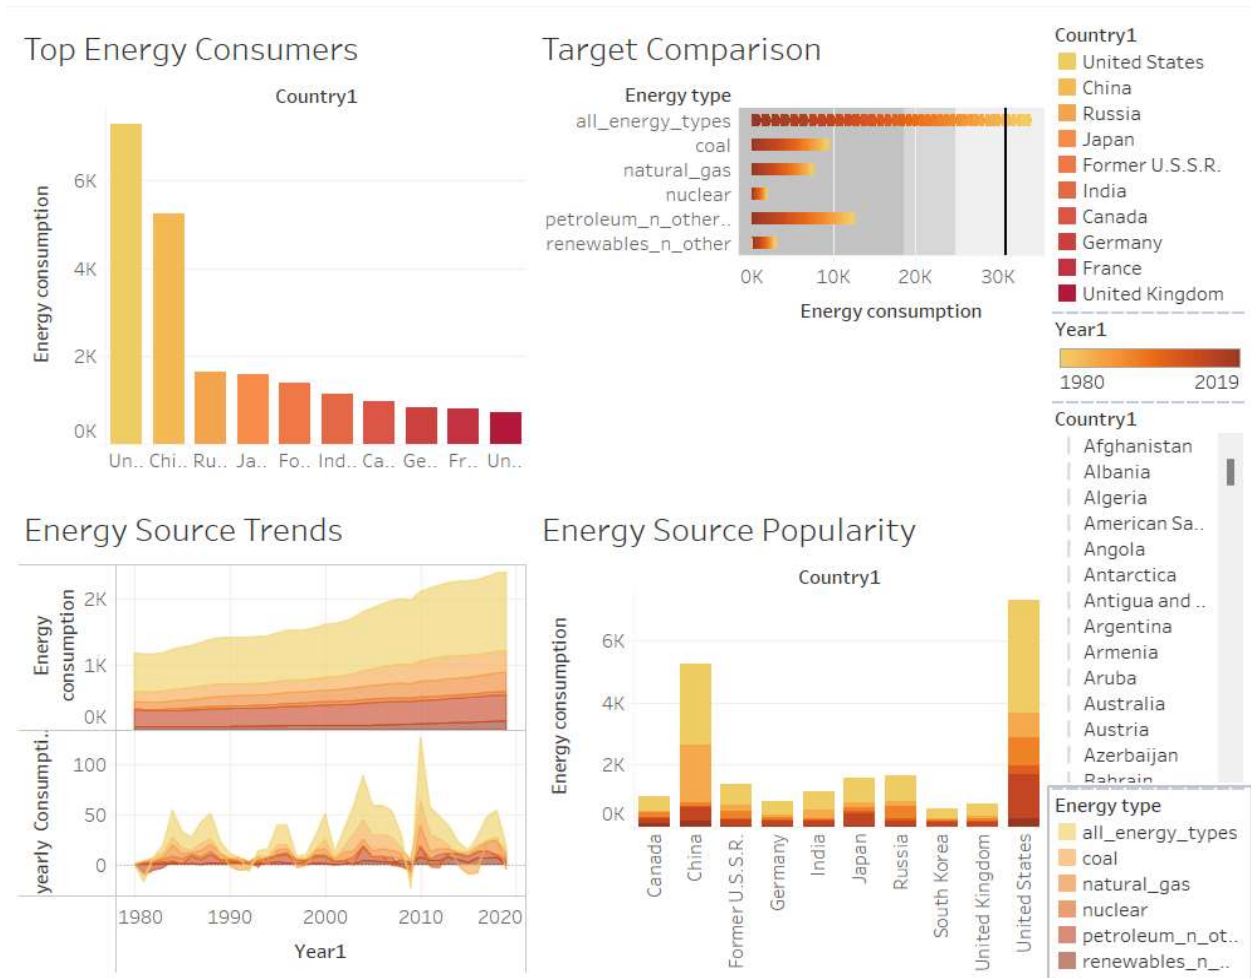 Top Energy Consumers
Country1
Energy consumption
6K
4K
2K
0K
Un.. Chi.. Ru.. Ja.. Fo.. Ind.. Ca.. Ge.. Fr.. Un..
Target Comparison
Energy type
all_energy_types
coal
natural_gas
nuclear
petroleum_n_other..
renewables_n_other
0K 10K 20K 30K
Energy consumption
Country1
United States
China
Russia
Japan
Former U.S.S.R.
India
Canada
Germany
France
United Kingdom
Year1
1980 2019
Country1
Afghanistan
Albania
Algeria
American Sa..
Angola
Antarctica
Antigua and ..
Argentina
Armenia
Aruba
Australia
Austria
Azerbaijan
Bahrain
Energy Source Trends
Energy
consumption
2K
1K
0K
yearly Consumpti..
100
50
0
1980 1990 2000 2010 2020
Year1
Energy Source Popularity
Country1
Energy consumption
6K
4K
2K
0K
Canada
China
Former U.S.S.R.
Germany
India
Japan
Russia
South Korea
United Kingdom
United States
Energy type
all_energy_types
coal
natural_gas
nuclear
petroleum_n_ot..
renewables_n_..